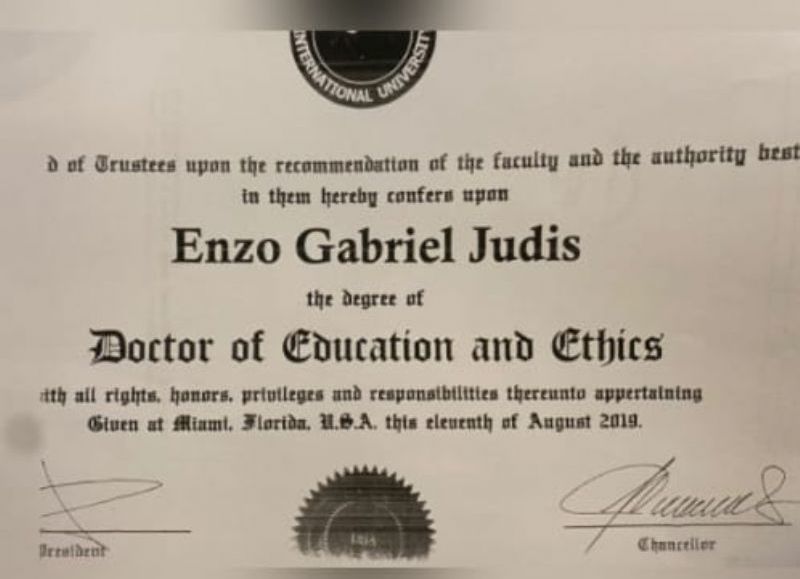 INTERNATIONAL UNIVERSITY
d of Trustees upon the recommendation of the faculty and the authority best
in them hereby confers upon
Enzo Gabriel Judis
the degree of
Doctor of Education and Ethics
ith all rights, honors, privileges and responsibilities thereunto appertaining
Given at Miami, Florida, U.S.A. this eleventh of August 2019.
President
Chancellor